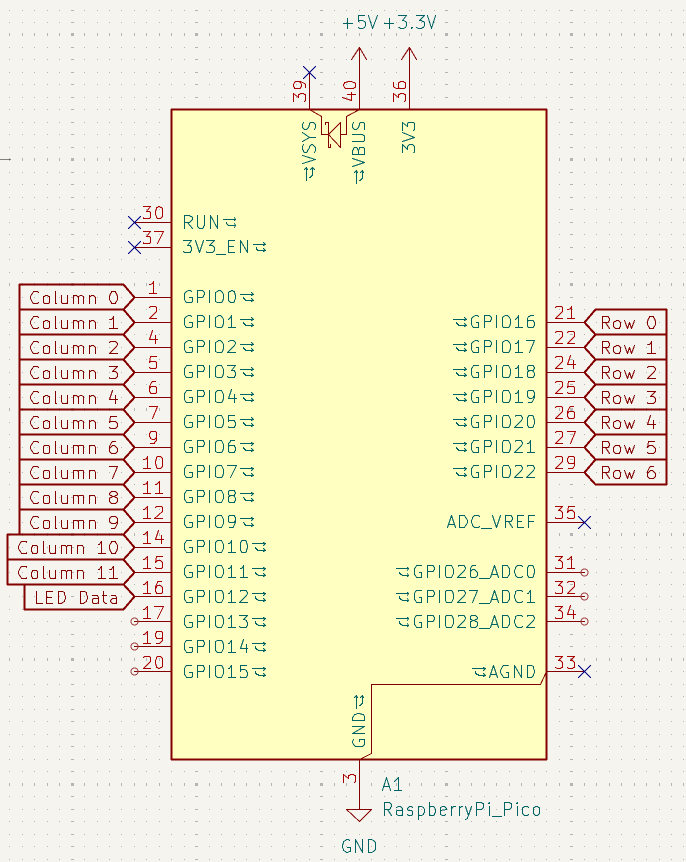 +5V +3.3V
39 40 36
VSYS VBUS 3V3
30 RUN
37 3V3_EN
Column 0 1 GPIO0
Column 1 2 GPIO1 GPIO16 21 Row 0
Column 2 4 GPIO2 GPIO17 22 Row 1
Column 3 5 GPIO3 GPIO18 24 Row 2
Column 4 6 GPIO4 GPIO19 25 Row 3
Column 5 7 GPIO5 GPIO20 26 Row 4
Column 6 9 GPIO6 GPIO21 27 Row 5
Column 7 10 GPIO7 GPIO22 29 Row 6
Column 8 11 GPIO8
Column 9 12 GPIO9 ADC_VREF 35
Column 10 14 GPIO10
Column 11 15 GPIO11 GPIO26_ADC0 31
LED Data 16 GPIO12 GPIO27_ADC1 32
17 GPIO13 GPIO28_ADC2 34
19 GPIO14
20 GPIO15 AGND 33
GND
3 A1
RaspberryPi_Pico
GND